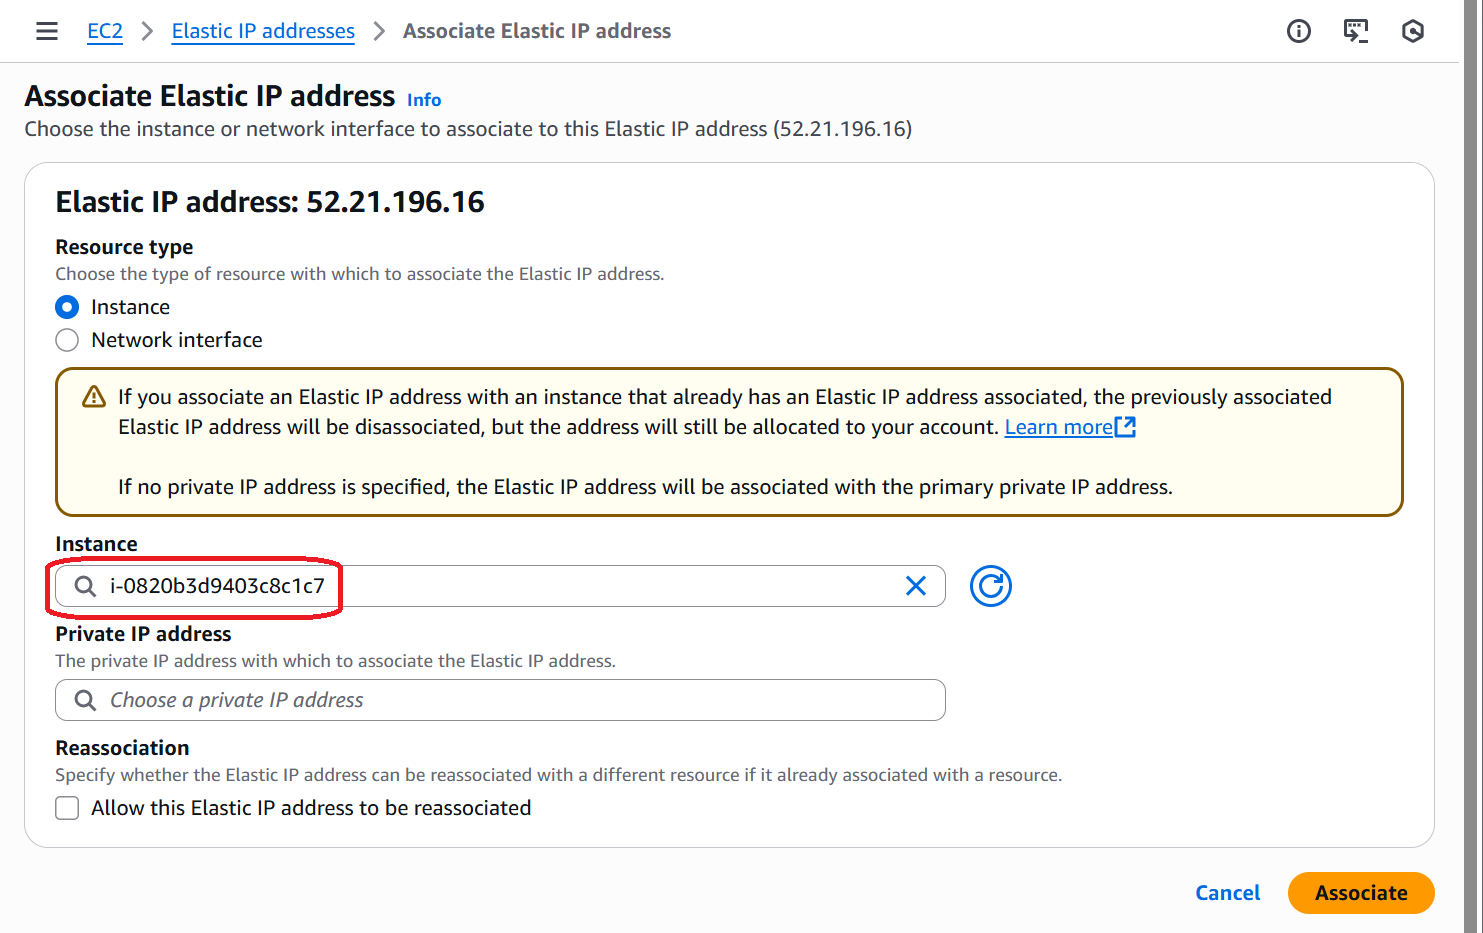 EC2 > Elastic IP addresses > Associate Elastic IP address
Associate Elastic IP address Info
Choose the instance or network interface to associate to this Elastic IP address (52.21.196.16)
Elastic IP address: 52.21.196.16
Resource type
Choose the type of resource with which to associate the Elastic IP address.
Instance
Network interface
If you associate an Elastic IP address with an instance that already has an Elastic IP address associated, the previously associated
Elastic IP address will be disassociated, but the address will still be allocated to your account. Learn more
If no private IP address is specified, the Elastic IP address will be associated with the primary private IP address.
Instance
i-0820b3d9403c8c1c7
Private IP address
The private IP address with which to associate the Elastic IP address.
Choose a private IP address
Reassociation
Specify whether the Elastic IP address can be reassociated with a different resource if it already associated with a resource.
Allow this Elastic IP address to be reassociated
Cancel Associate